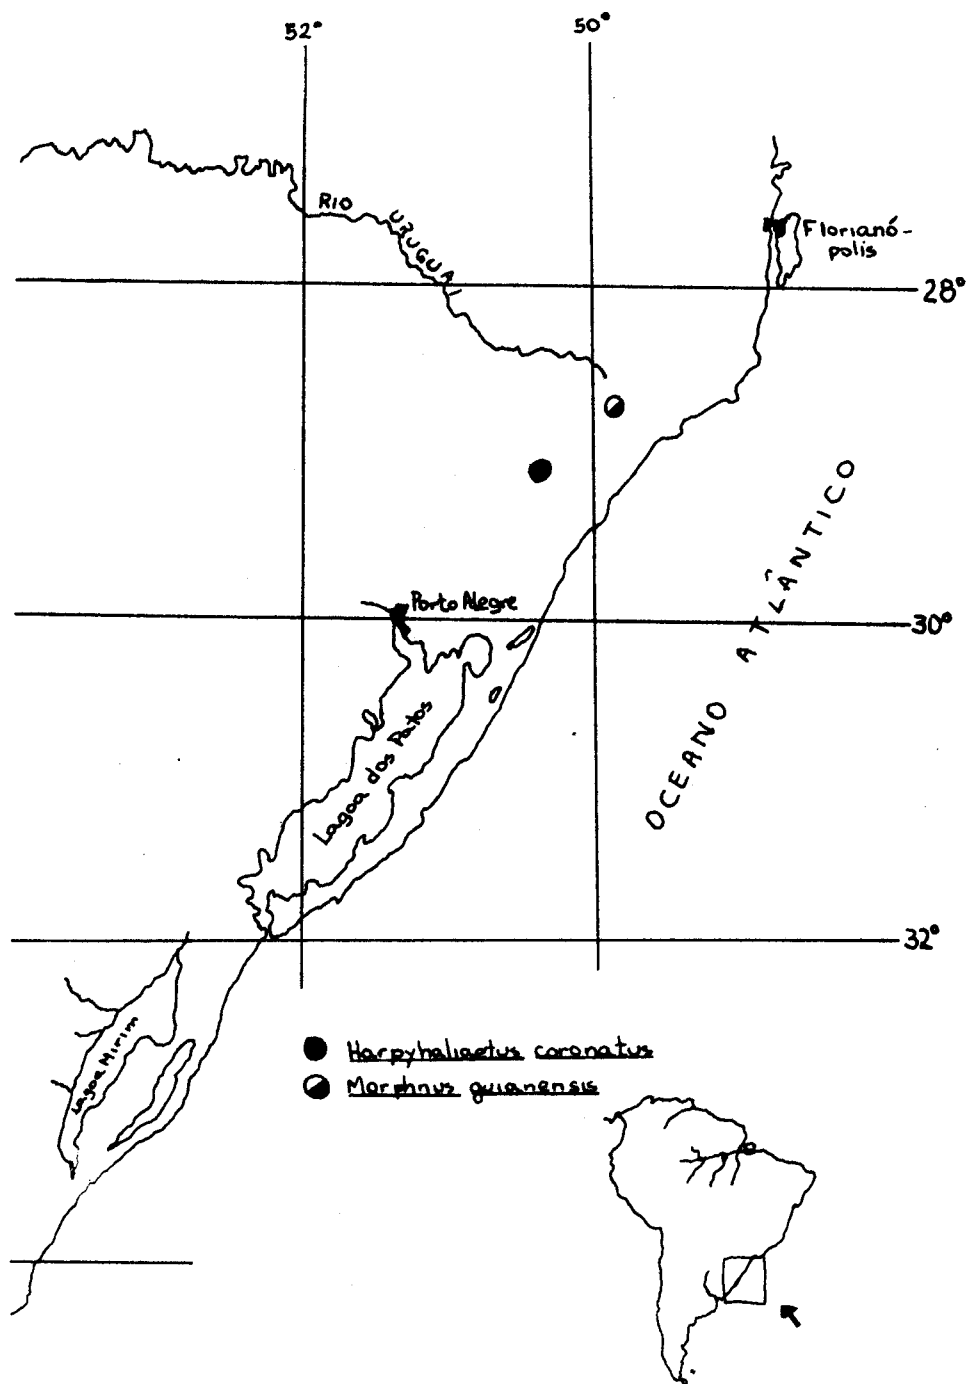 52°
50°
RIO URUGUAI
Florianó-
polis
28°
Porto Alegre
30°
OCEANO ATLÂNTICO
Lagoa dos Patos
32°
Lagoa Mirim
Harpyhaliaetus coronatus
Morphnus guianensis